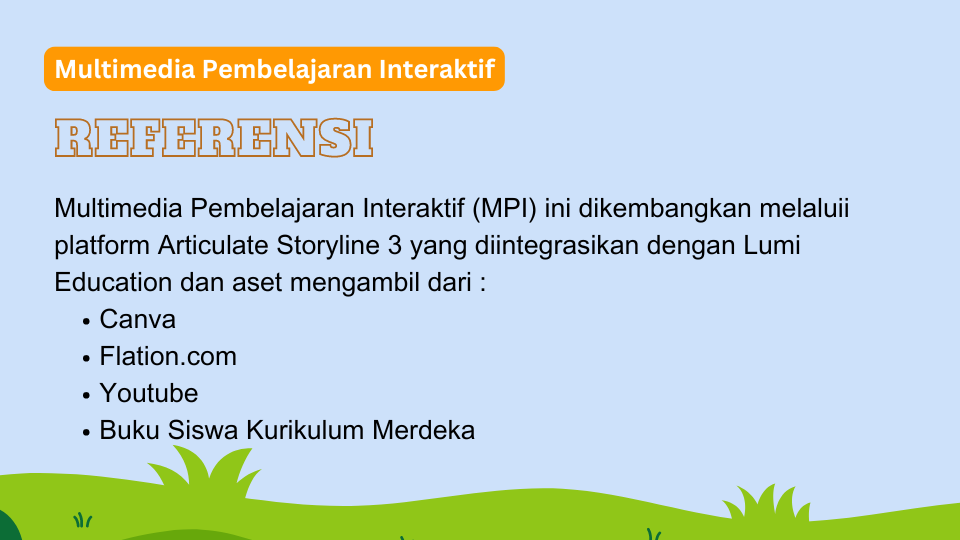 Multimedia Pembelajaran Interaktif
REFERENSI
Multimedia Pembelajaran Interaktif (MPI) ini dikembangkan melaluii
platform Articulate Storyline 3 yang diintegrasikan dengan Lumi
Education dan aset mengambil dari :
• Canva
• Flation.com
• Youtube
• Buku Siswa Kurikulum Merdeka